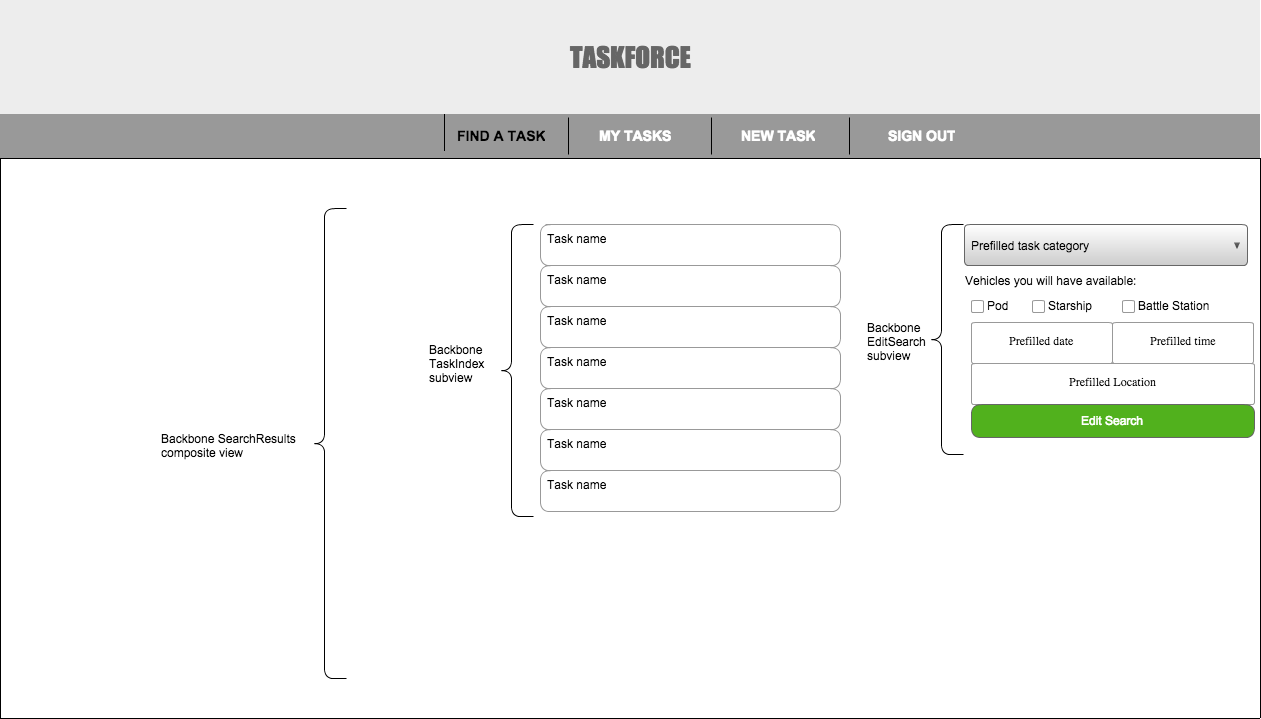 TASKFORCE
FIND A TASK
MY TASKS
NEW TASK
SIGN OUT
Backbone SearchResults
composite view
Backbone
TaskIndex
subview
Task name
Task name
Task name
Task name
Task name
Task name
Task name
Backbone
EditSearch
subview
Prefilled task category
Vehicles you will have available:
Pod
Starship
Battle Station
Prefilled date
Prefilled time
Prefilled Location
Edit Search